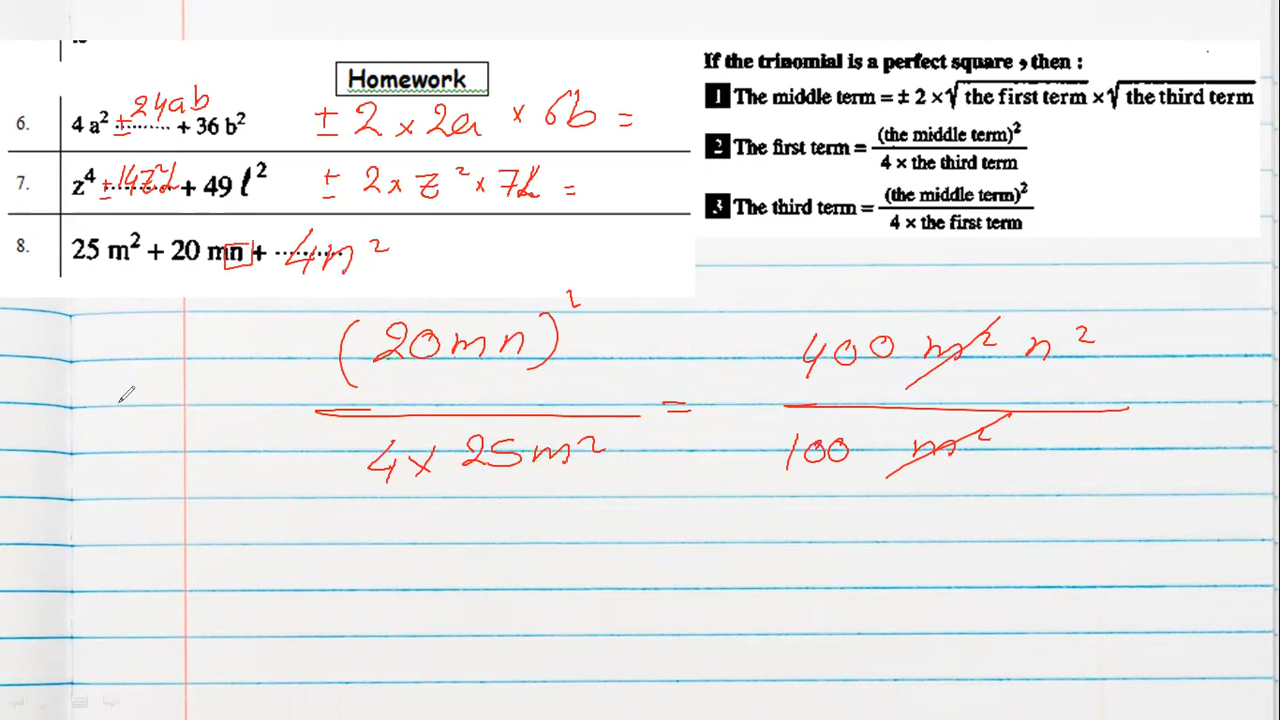 Homework
6. 4 a² ± 24ab + 36 b² ± 2 × 2a × 6b =
7. z⁴ ± 14z²ℓ + 49 ℓ² ± 2 × z² × 7ℓ =
8. 25 m² + 20 mn + 4n²
If the trinomial is a perfect square , then :
1 The middle term = ± 2 × √the first term × √the third term
2 The first term = (the middle term)² / 4 × the third term
3 The third term = (the middle term)² / 4 × the first term
(20mn)² / 4 × 25m² = 400 m² n² / 100 m²